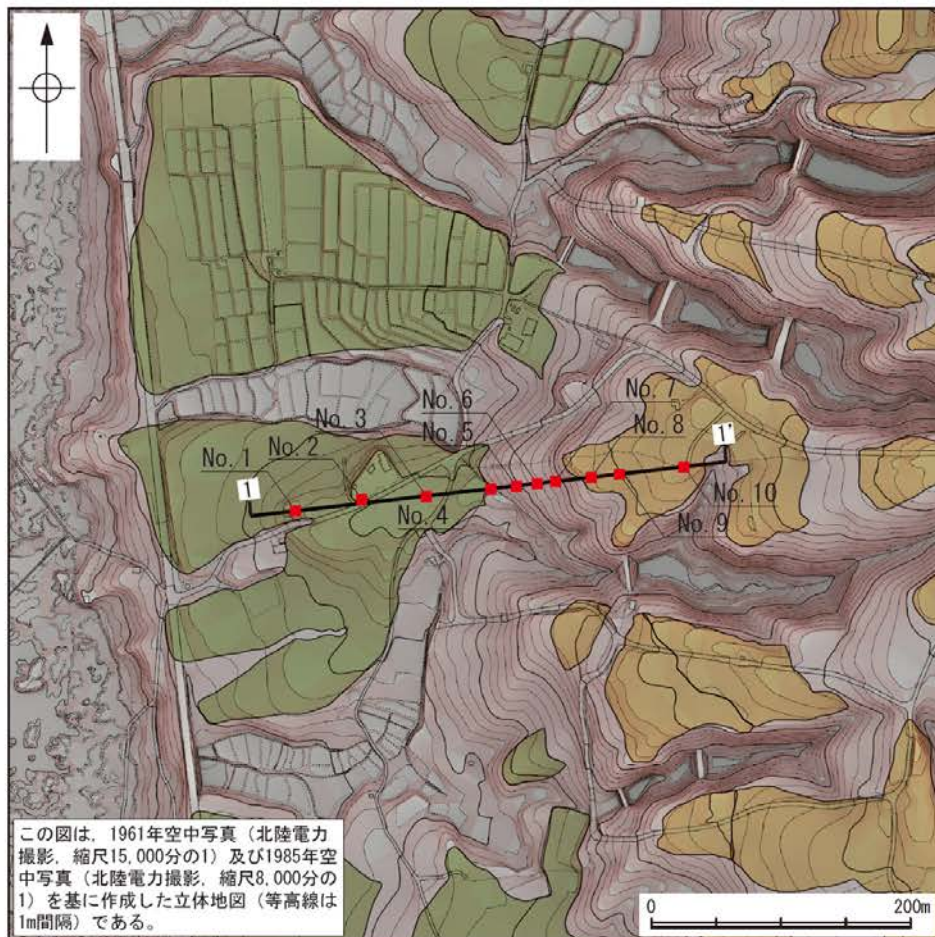 No. 6
No. 7
No. 3
No. 5
No. 8
No. 2
No. 1
1'
1
No. 4
No. 10
No. 9
この図は，1961年空中写真（北陸電力
撮影，縮尺15,000分の1）及び1985年空
中写真（北陸電力撮影，縮尺8,000分の
1）を基に作成した立体地図（等高線は
1m間隔）である。
0 200m